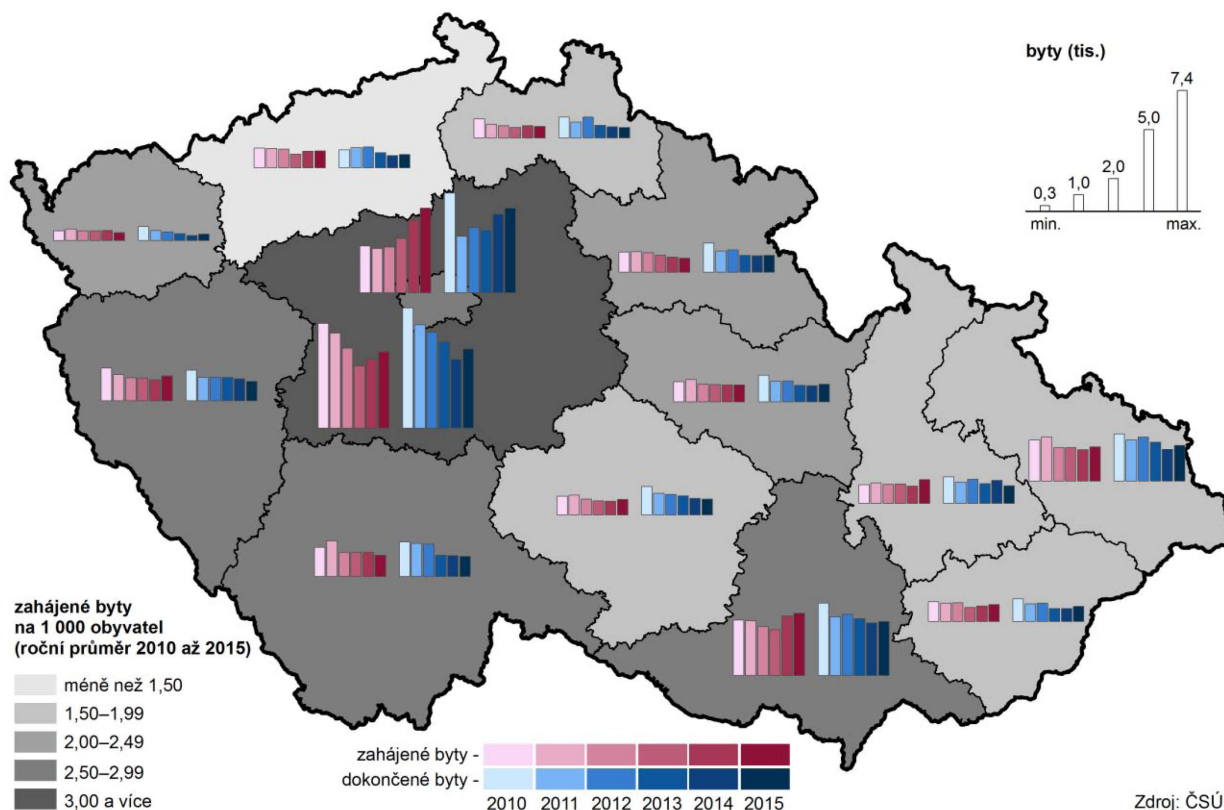 byty (tis.)
7,4
5,0
2,0
1,0
0,3
min.
max.
zahájené byty
na 1 000 obyvatel
(roční průměr 2010 až 2015)
méně než 1,50
1,50–1,99
2,00–2,49
2,50–2,99
3,00 a více
zahájené byty -
dokončené byty -
2010 2011 2012 2013 2014 2015
Zdroj: ČSÚ